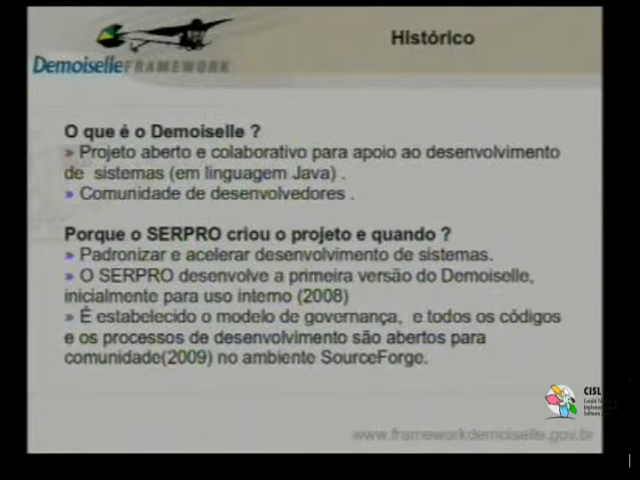 Histórico
Demoiselle FRAMEWORK
O que é o Demoiselle ?
» Projeto aberto e colaborativo para apoio ao desenvolvimento
de sistemas (em linguagem Java) .
» Comunidade de desenvolvedores .
Porque o SERPRO criou o projeto e quando ?
» Padronizar e acelerar desenvolvimento de sistemas.
» O SERPRO desenvolve a primeira versão do Demoiselle,
inicialmente para uso interno (2008)
» É estabelecido o modelo de governança, e todos os códigos
e os processos de desenvolvimento são abertos para
comunidade(2009) no ambiente SourceForge.
CISL
www.frameworkdemoiselle.gov.br